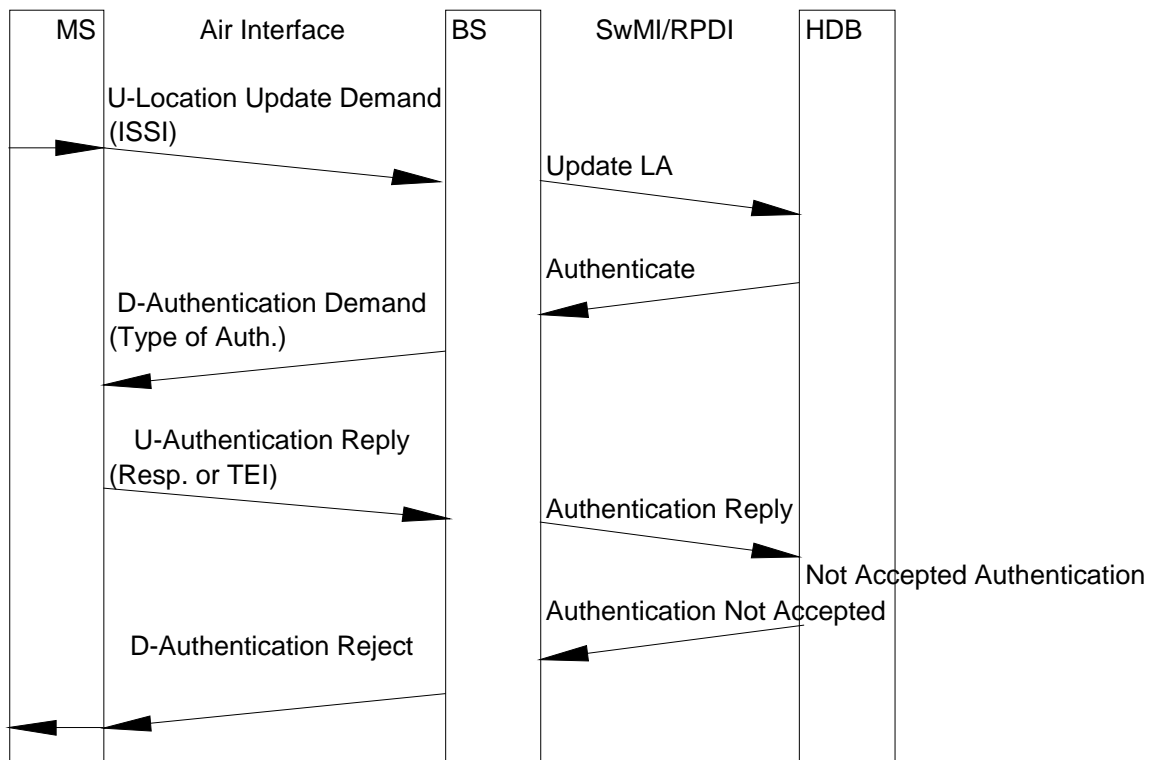 MS Air Interface BS SwMI/RPDI HDB
U-Location Update Demand
(ISSI)
Update LA
Authenticate
D-Authentication Demand
(Type of Auth.)
U-Authentication Reply
(Resp. or TEI)
Authentication Reply
Not Accepted Authentication
Authentication Not Accepted
D-Authentication Reject